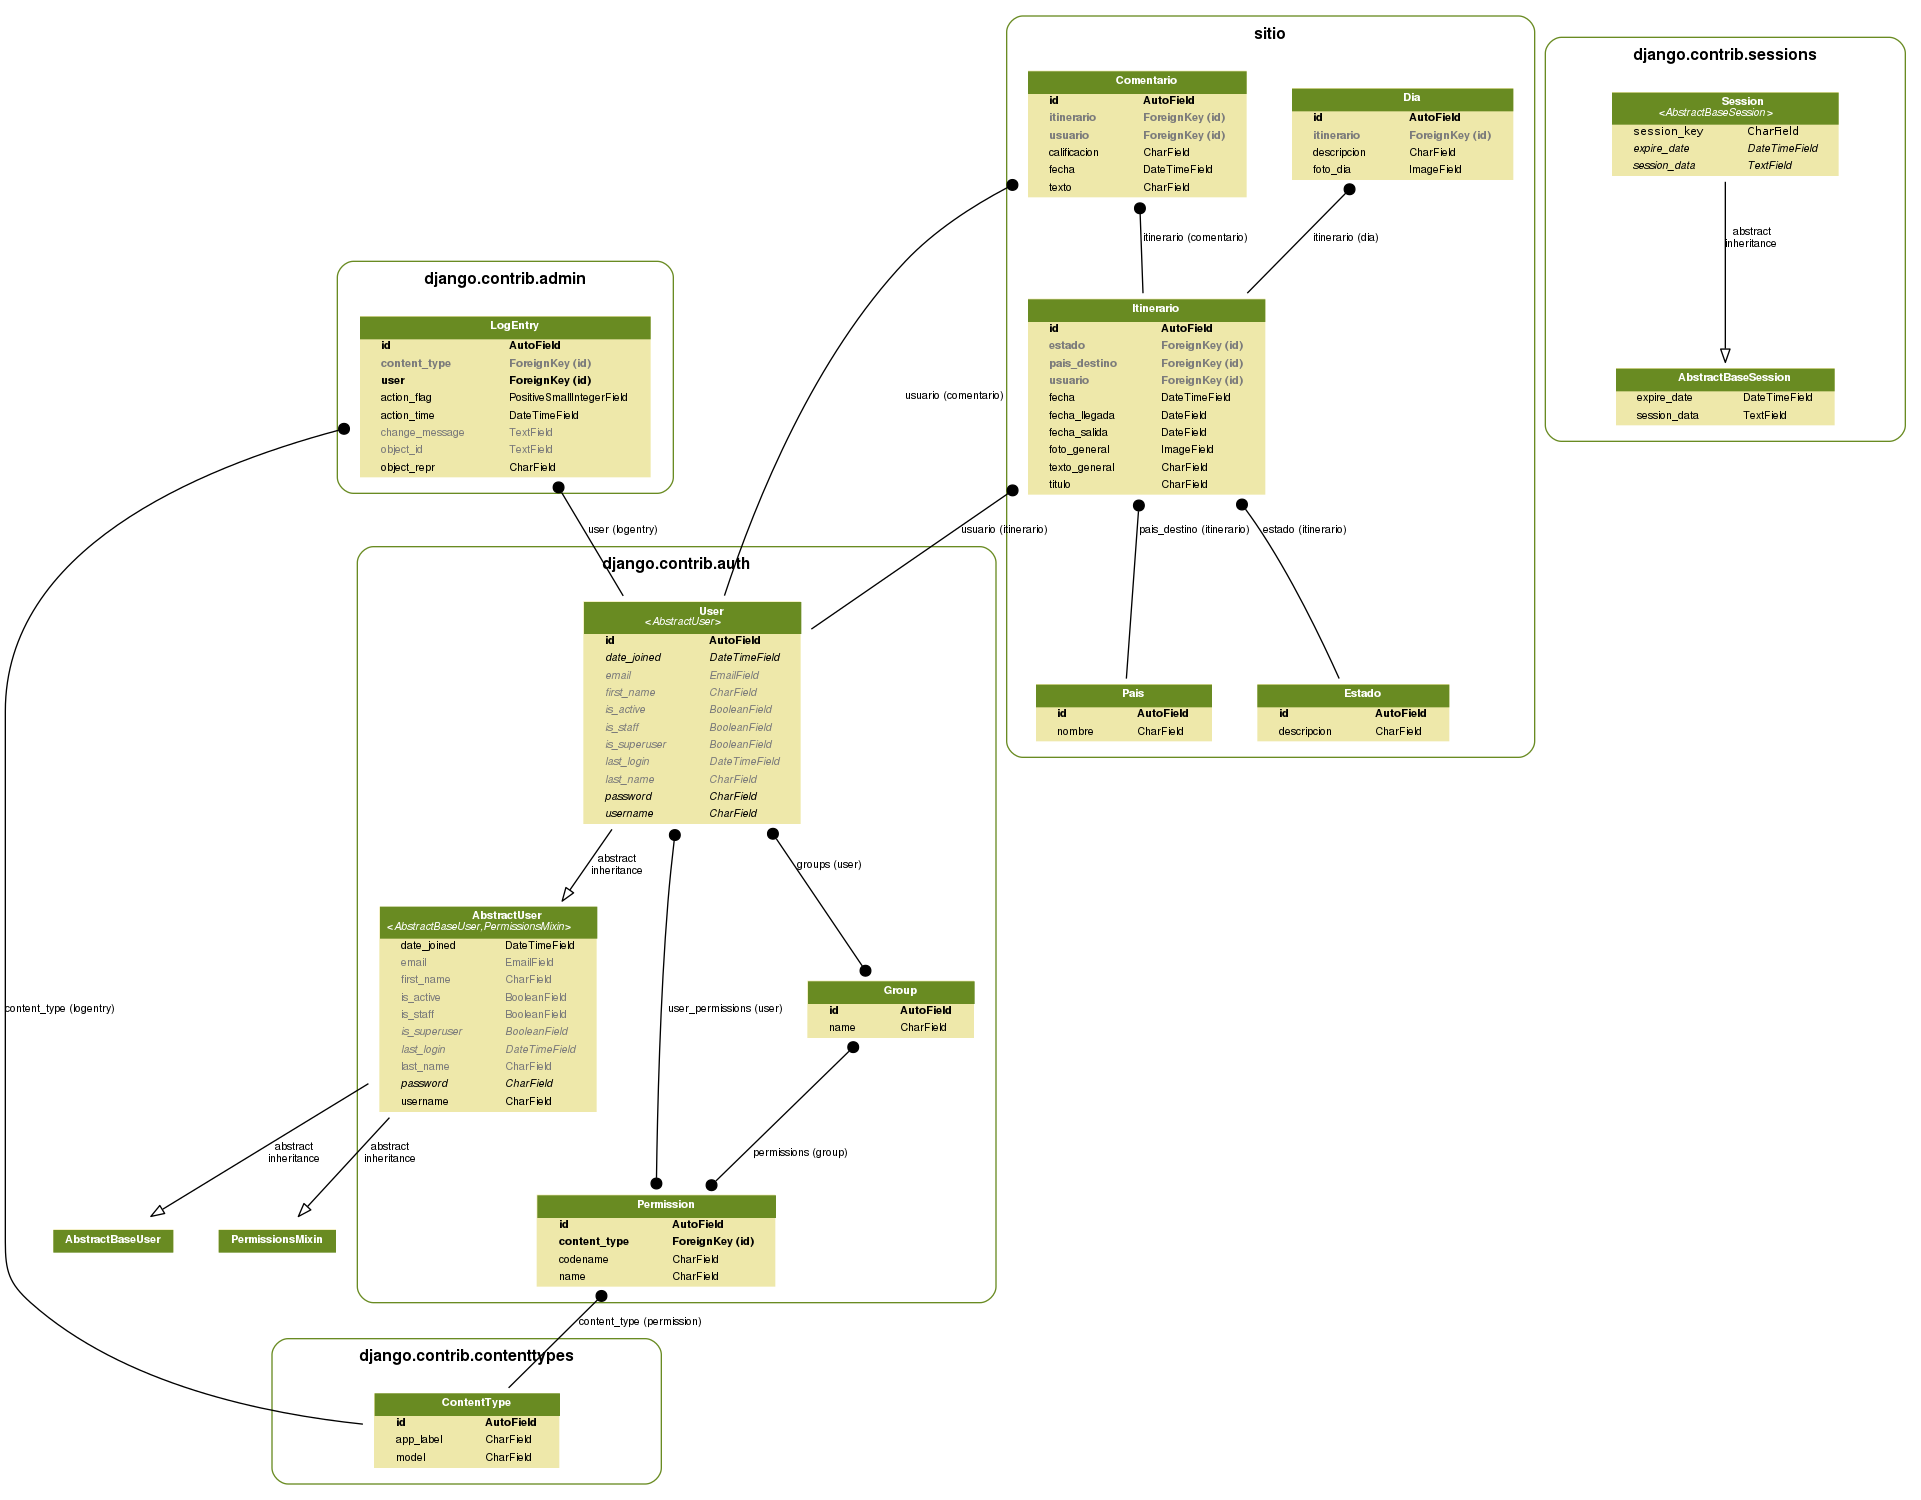 sitio
Comentario
id AutoField
itinerario ForeignKey (id)
usuario ForeignKey (id)
calificacion CharField
fecha DateTimeField
texto CharField
Dia
id AutoField
itinerario ForeignKey (id)
descripcion CharField
foto_dia ImageField
itinerario (comentario)
itinerario (dia)
Itinerario
id AutoField
estado ForeignKey (id)
pais_destino ForeignKey (id)
usuario ForeignKey (id)
fecha DateTimeField
fecha_llegada DateField
fecha_salida DateField
foto_general ImageField
texto_general CharField
titulo CharField
usuario (comentario)
usuario (itinerario)
pais_destino (itinerario)
estado (itinerario)
Pais
id AutoField
nombre CharField
Estado
id AutoField
descripcion CharField
django.contrib.sessions
Session
<AbstractBaseSession>
session_key CharField
expire_date DateTimeField
session_data TextField
abstract
inheritance
AbstractBaseSession
expire_date DateTimeField
session_data TextField
django.contrib.admin
LogEntry
id AutoField
content_type ForeignKey (id)
user ForeignKey (id)
action_flag PositiveSmallIntegerField
action_time DateTimeField
change_message TextField
object_id TextField
object_repr CharField
user (logentry)
django.contrib.auth
User
<AbstractUser>
id AutoField
date_joined DateTimeField
email EmailField
first_name CharField
is_active BooleanField
is_staff BooleanField
is_superuser BooleanField
last_login DateTimeField
last_name CharField
password CharField
username CharField
abstract
inheritance
groups (user)
AbstractUser
<AbstractBaseUser,PermissionsMixin>
date_joined DateTimeField
email EmailField
first_name CharField
is_active BooleanField
is_staff BooleanField
is_superuser BooleanField
last_login DateTimeField
last_name CharField
password CharField
username CharField
content_type (logentry)
user_permissions (user)
Group
id AutoField
name CharField
abstract
inheritance
abstract
inheritance
permissions (group)
AbstractBaseUser
PermissionsMixin
Permission
id AutoField
content_type ForeignKey (id)
codename CharField
name CharField
content_type (permission)
django.contrib.contenttypes
ContentType
id AutoField
app_label CharField
model CharField